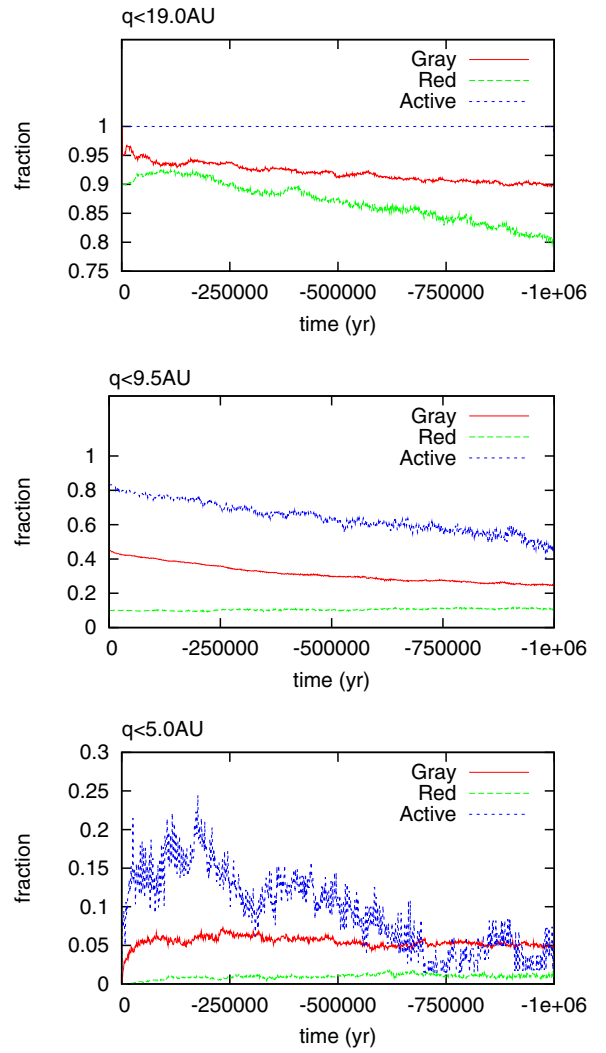 q<19.0AU
Gray
Red
Active
1
0.95
0.9
0.85
0.8
0.75
fraction
0 -250000 -500000 -750000 -1e+06
time (yr)
q<9.5AU
Gray
Red
Active
1
0.8
0.6
0.4
0.2
0
fraction
0 -250000 -500000 -750000 -1e+06
time (yr)
q<5.0AU
0.3
Gray
0.25
Red
Active
0.2
0.15
0.1
0.05
0
fraction
0 -250000 -500000 -750000 -1e+06
time (yr)